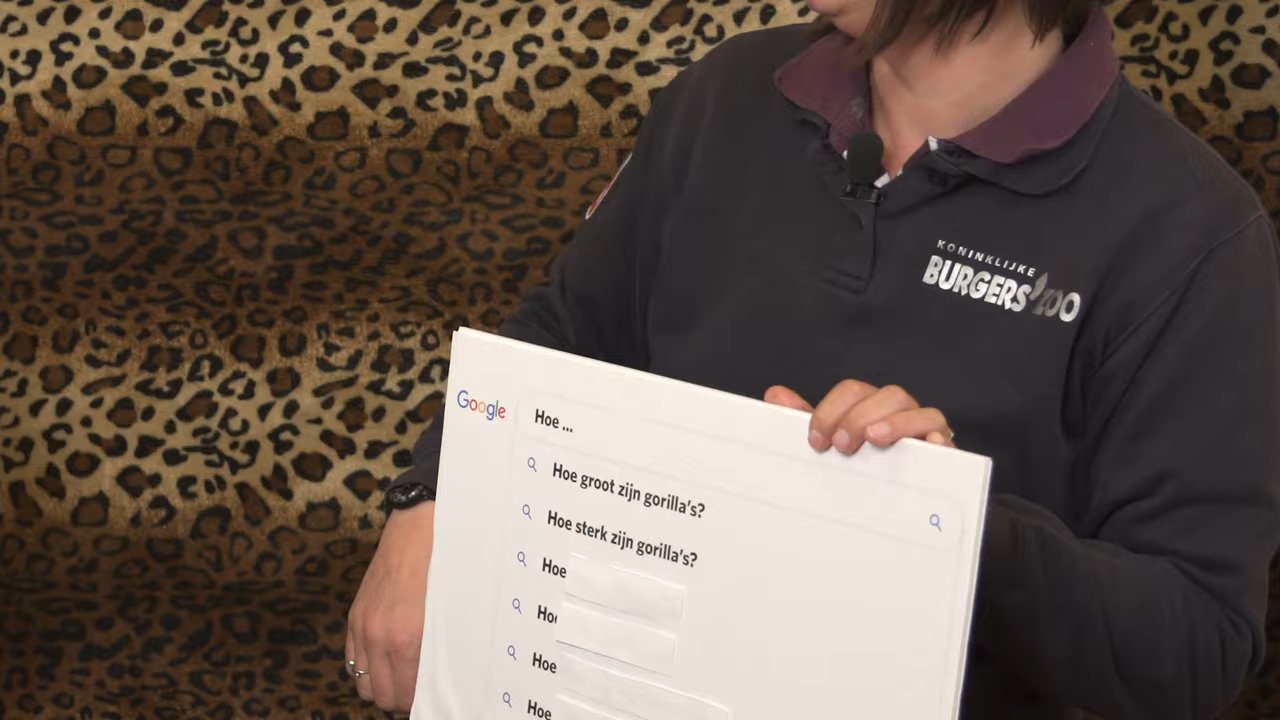 KONINKLIJKE
BURGERS' ZOO
Google
Hoe ...
Hoe groot zijn gorilla's?
Hoe sterk zijn gorilla's?
Hoe
Hoe
Hoe
Hoe